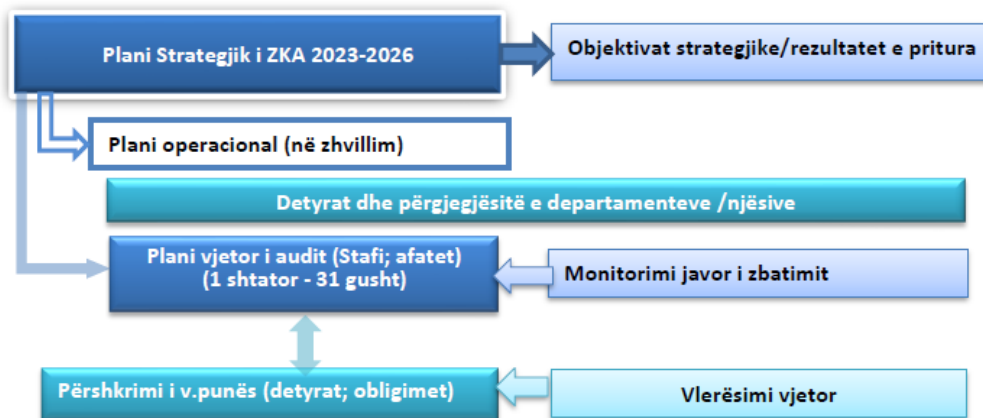 Plani Strategjik i ZKA 2023-2026
Objektivat strategjike/rezultatet e pritura
Plani operacional (në zhvillim)
Detyrat dhe përgjegjësitë e departamenteve /njësive
Plani vjetor i audit (Stafi; afatet)
(1 shtator - 31 gusht)
Monitorimi javor i zbatimit
Përshkrimi i v.punës (detyrat; obligimet)
Vlerësimi vjetor